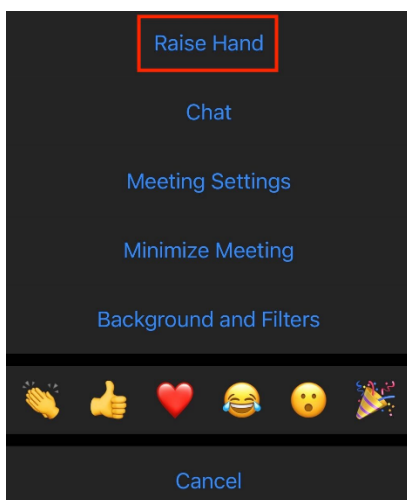 Raise Hand
Chat
Meeting Settings
Minimize Meeting
Background and Filters
Cancel